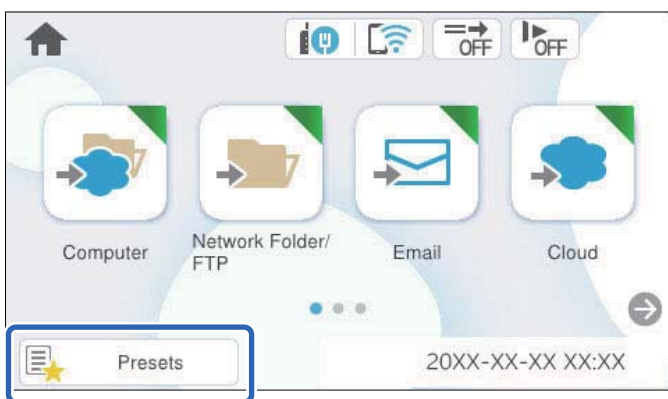 OFF
OFF
Computer
Network Folder/
FTP
Email
Cloud
Presets
20XX-XX-XX XX:XX